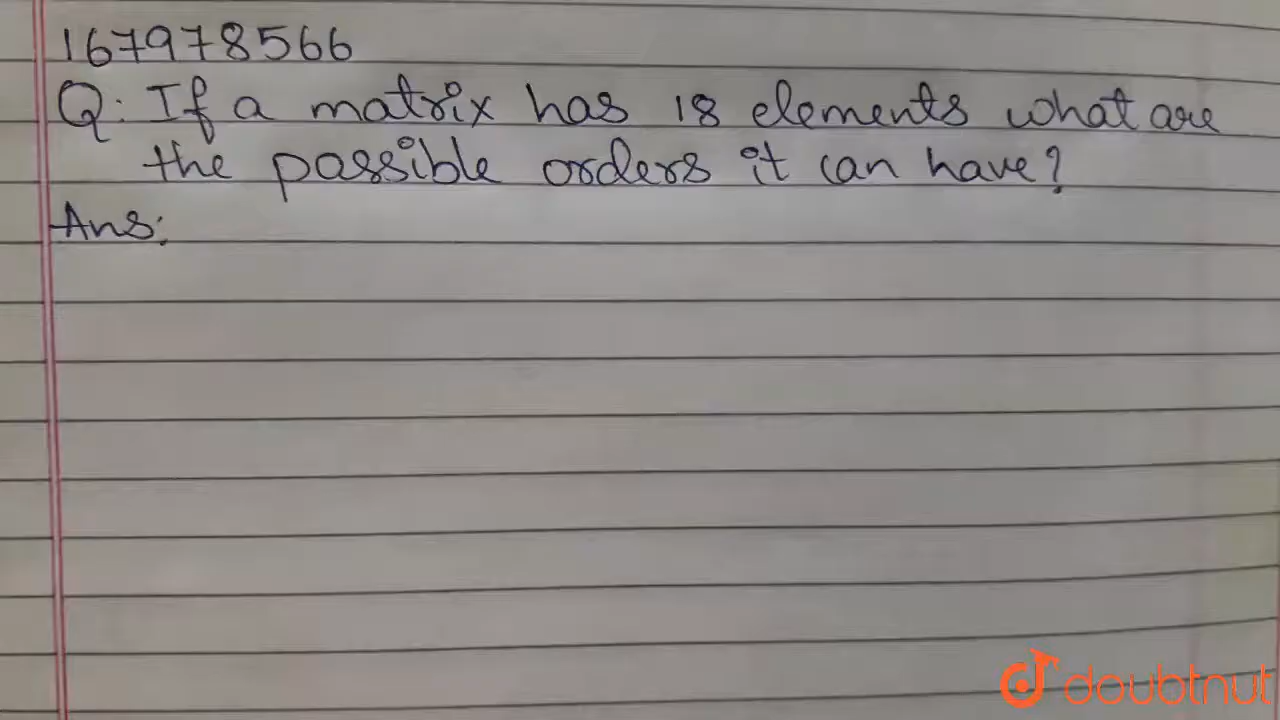 167978566
Q: If a matrix has 18 elements what are
the possible orders it can have?
Ans:
doubtnut